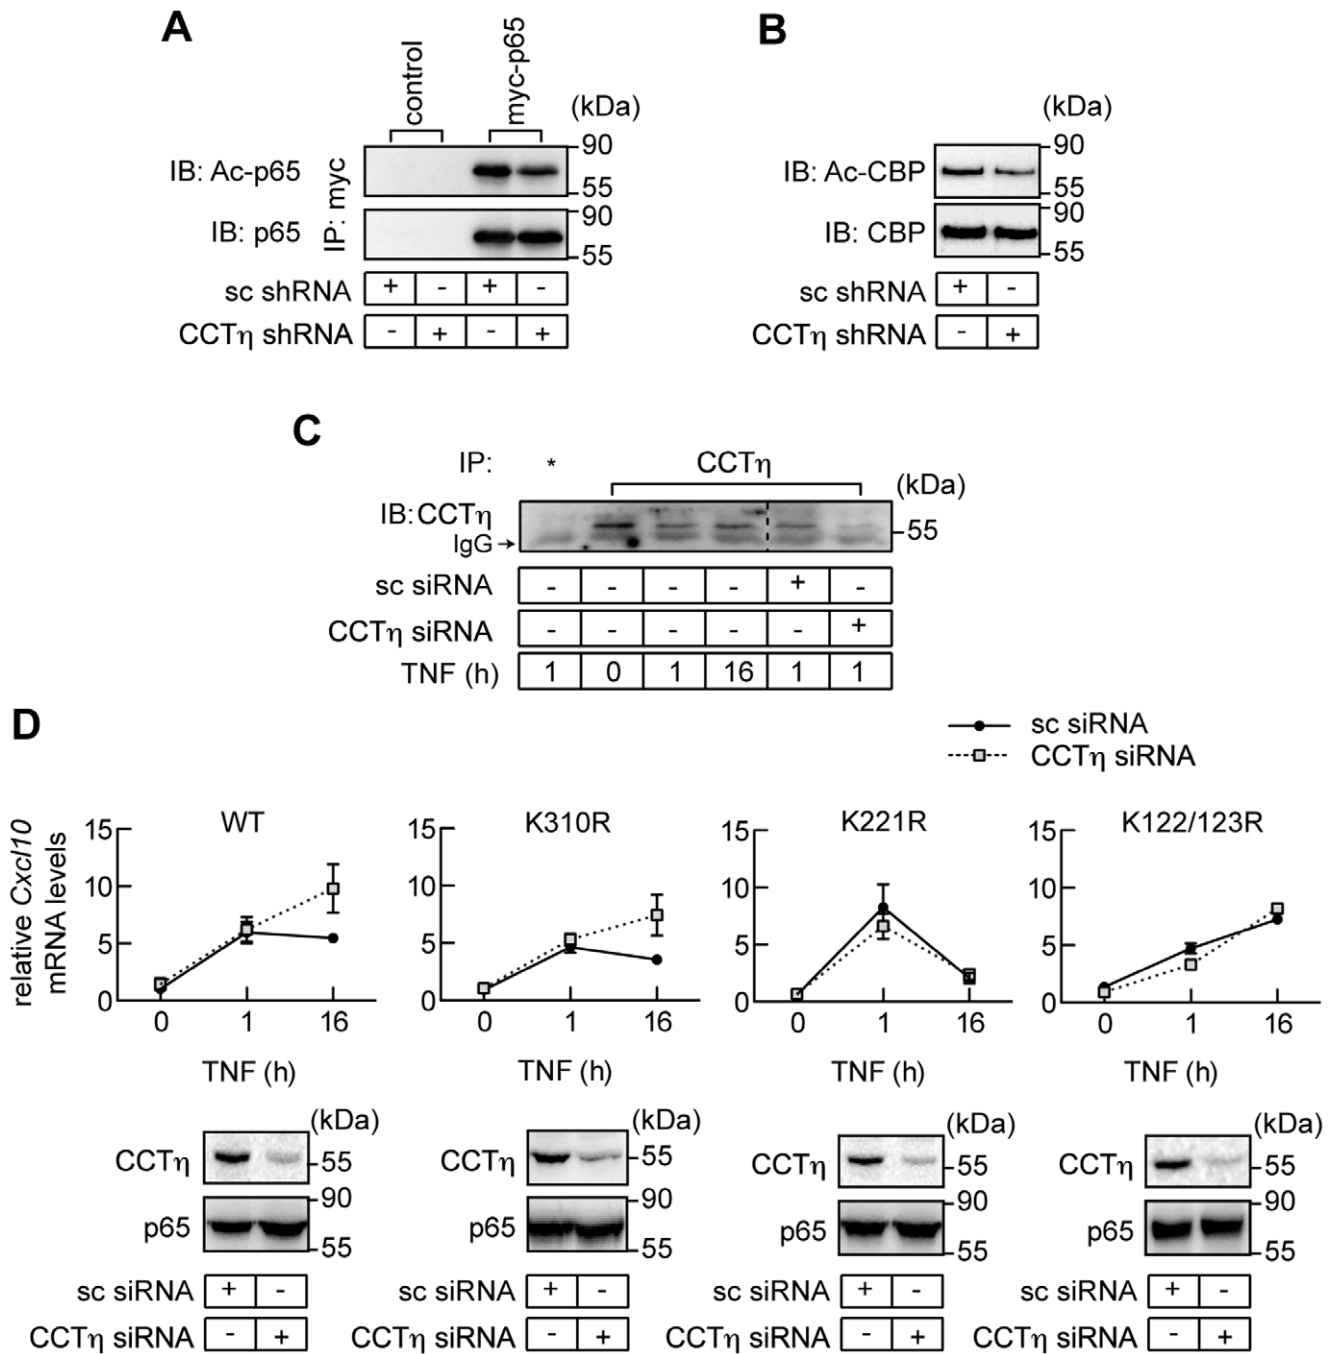 A
control
myc-p65
(kDa)
IB: Ac-p65
IP: myc
90
55
IB: p65
90
55
sc shRNA + - + -
CCTη shRNA - + - +
B
(kDa)
IB: Ac-CBP
90
55
IB: CBP
90
55
sc shRNA + -
CCTη shRNA - +
C
IP: * CCTη
(kDa)
IB:CCTη
55
IgG
sc siRNA - - - - + -
CCTη siRNA - - - - - +
TNF (h) 1 0 1 16 1 1
D
sc siRNA
CCTη siRNA
relative Cxcl10
mRNA levels
WT
15
10
5
0
0 1 16
TNF (h)
K310R
15
10
5
0
0 1 16
TNF (h)
K221R
15
10
5
0
0 1 16
TNF (h)
K122/123R
15
10
5
0
0 1 16
TNF (h)
(kDa)
CCTη 55
90
p65
55
sc siRNA + -
CCTη siRNA - +
(kDa)
CCTη 55
90
p65
55
sc siRNA + -
CCTη siRNA - +
(kDa)
CCTη 55
90
p65
55
sc siRNA + -
CCTη siRNA - +
(kDa)
CCTη 55
90
p65
55
sc siRNA + -
CCTη siRNA - +